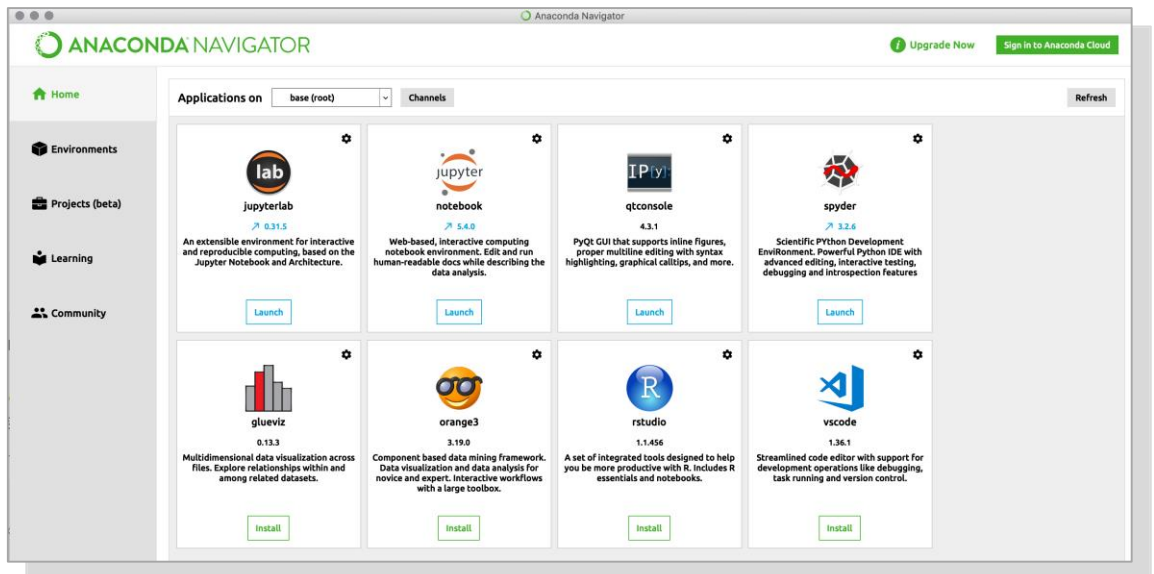 Anaconda Navigator
ANACONDA NAVIGATOR
Upgrade Now
Sign in to Anaconda Cloud
Home
Environments
Projects (beta)
Learning
Community
Applications on
base (root)
Channels
Refresh
lab
jupyterlab
0.31.5
An extensible environment for interactive
and reproducible computing, based on the
Jupyter Notebook and Architecture.
Launch
jupyter
notebook
5.4.0
Web-based, interactive computing
notebook environment. Edit and run
human-readable docs while describing the
data analysis.
Launch
IP[y]:
qtconsole
4.3.1
PyQt GUI that supports inline figures,
proper multiline editing with syntax
highlighting, graphical calltips, and more.
Launch
spyder
3.2.6
Scientific PYthon Development
EnviRonment. Powerful Python IDE with
advanced editing, interactive testing,
debugging and introspection features
Launch
glueviz
0.13.3
Multidimensional data visualization across
files. Explore relationships within and
among related datasets.
Install
orange3
3.19.0
Component based data mining framework.
Data visualization and data analysis for
novice and expert. Interactive workflows
with a large toolbox.
Install
R
rstudio
1.1.456
A set of integrated tools designed to help
you be more productive with R. Includes R
essentials and notebooks.
Install
vscode
1.36.1
Streamlined code editor with support for
development operations like debugging,
task running and version control.
Install